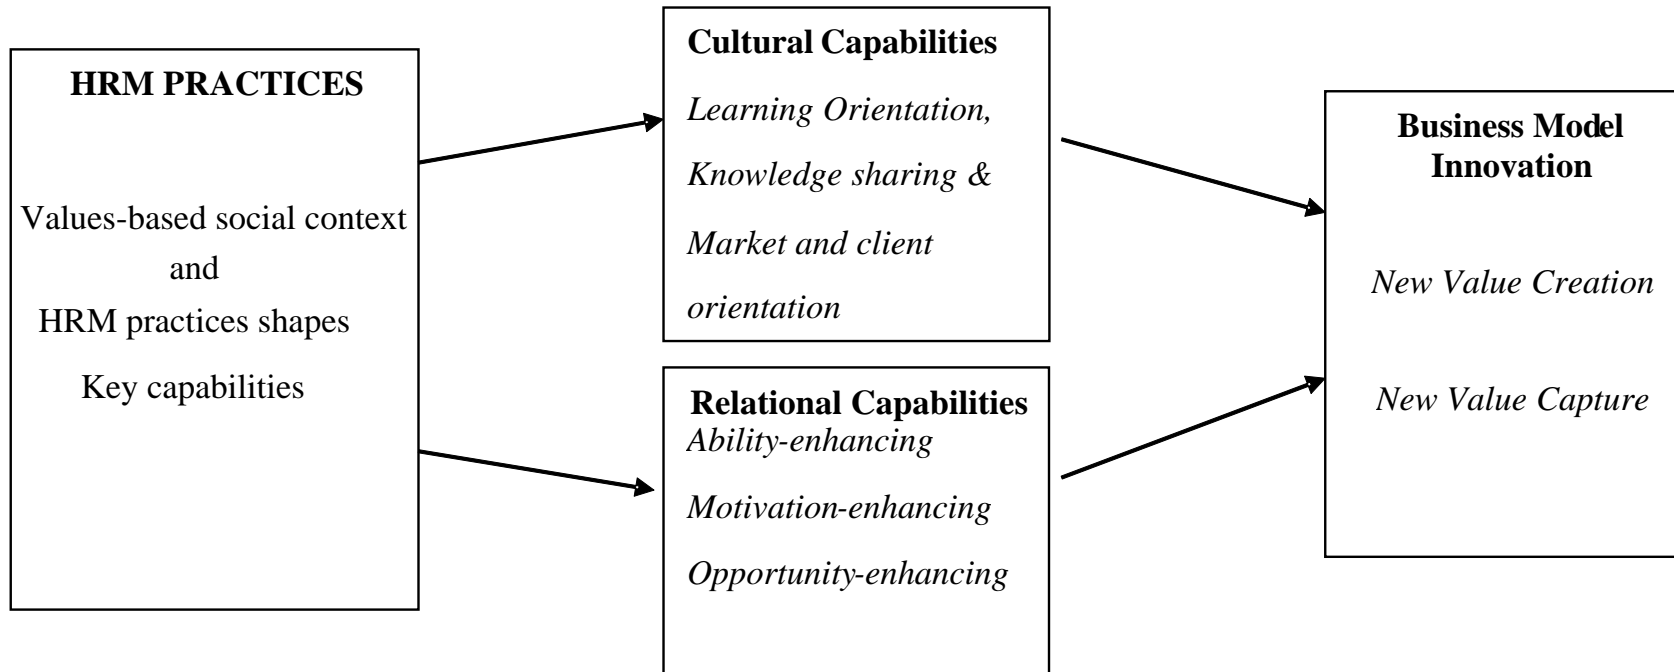 HRM PRACTICES
Values-based social context
and
HRM practices shapes
Key capabilities
Cultural Capabilities
Learning Orientation,
Knowledge sharing &
Market and client
orientation
Relational Capabilities
Ability-enhancing
Motivation-enhancing
Opportunity-enhancing
Business Model
Innovation
New Value Creation
New Value Capture